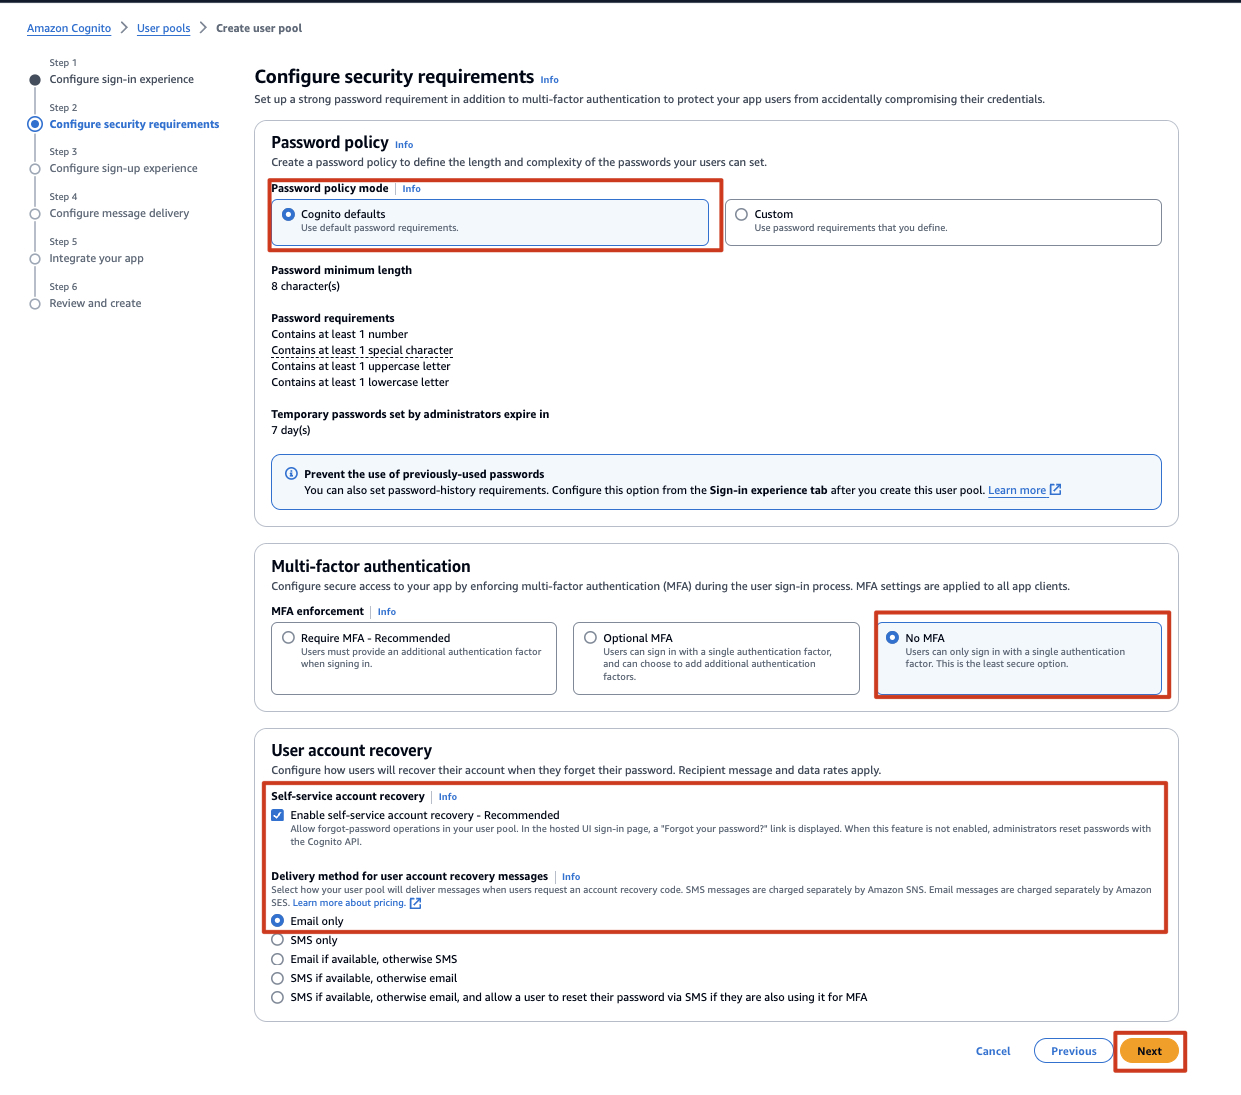 Amazon Cognito > User pools > Create user pool
Step 1
Configure sign-in experience
Step 2
Configure security requirements
Step 3
Configure sign-up experience
Step 4
Configure message delivery
Step 5
Integrate your app
Step 6
Review and create
Configure security requirements Info
Set up a strong password requirement in addition to multi-factor authentication to protect your app users from accidentally compromising their credentials.
Password policy Info
Create a password policy to define the length and complexity of the passwords your users can set.
Password policy mode | Info
Cognito defaults
Use default password requirements.
Custom
Use password requirements that you define.
Password minimum length
8 character(s)
Password requirements
Contains at least 1 number
Contains at least 1 special character
Contains at least 1 uppercase letter
Contains at least 1 lowercase letter
Temporary passwords set by administrators expire in
7 day(s)
Prevent the use of previously-used passwords
You can also set password-history requirements. Configure this option from the Sign-in experience tab after you create this user pool. Learn more
Multi-factor authentication
Configure secure access to your app by enforcing multi-factor authentication (MFA) during the user sign-in process. MFA settings are applied to all app clients.
MFA enforcement | Info
Require MFA - Recommended
Users must provide an additional authentication factor
when signing in.
Optional MFA
Users can sign in with a single authentication factor,
and can choose to add additional authentication
factors.
No MFA
Users can only sign in with a single authentication
factor. This is the least secure option.
User account recovery
Configure how users will recover their account when they forget their password. Recipient message and data rates apply.
Self-service account recovery | Info
Enable self-service account recovery - Recommended
Allow forgot-password operations in your user pool. In the hosted UI sign-in page, a "Forgot your password?" link is displayed. When this feature is not enabled, administrators reset passwords with
the Cognito API.
Delivery method for user account recovery messages | Info
Select how your user pool will deliver messages when users request an account recovery code. SMS messages are charged separately by Amazon SNS. Email messages are charged separately by Amazon
SES. Learn more about pricing.
Email only
SMS only
Email if available, otherwise SMS
SMS if available, otherwise email
SMS if available, otherwise email, and allow a user to reset their password via SMS if they are also using it for MFA
Cancel
Previous
Next